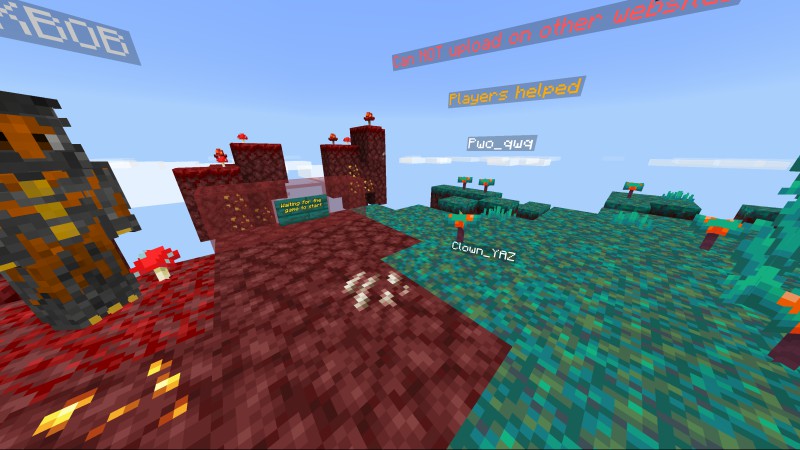 KBOB
Can NOT upload on other websites
Players helped
Pwo_qwq
Waiting for the
game to start
Clown_YAZ